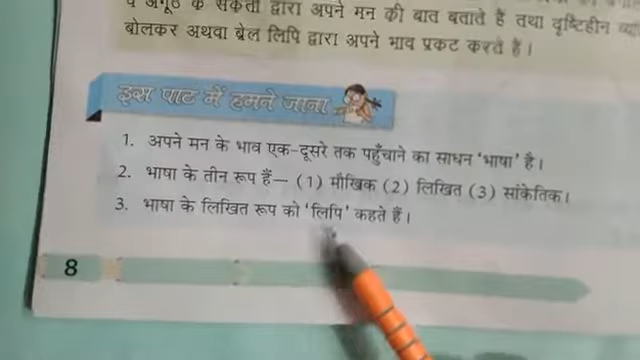 व अंगूठे के संकेतों द्वारा अपने मन की बात बताते हैं तथा दृष्टिहीन
बोलकर अथवा ब्रेल लिपि द्वारा अपने भाव प्रकट करते हैं।
इस पाठ में हमने जाना
1. अपने मन के भाव एक-दूसरे तक पहुँचाने का साधन 'भाषा' है।
2. भाषा के तीन रूप हैं— (1) मौखिक (2) लिखित (3) सांकेतिक।
3. भाषा के लिखित रूप को 'लिपि' कहते हैं।
8